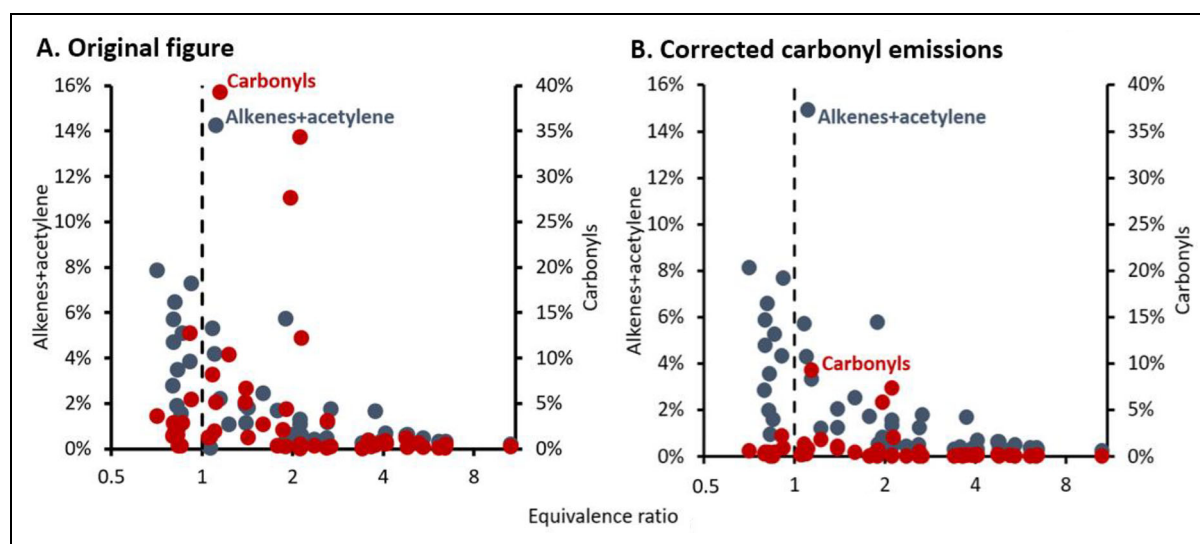 A. Original figure
16%
14%
12%
10%
8%
6%
4%
2%
0%
Alkenes+acetylene
Carbonyls
Alkenes+acetylene
40%
35%
30%
25%
20%
15%
10%
5%
0%
Carbonyls
0.5 1 2 4 8
B. Corrected carbonyl emissions
16%
14%
12%
10%
8%
6%
4%
2%
0%
Alkenes+acetylene
Alkenes+acetylene
Carbonyls
40%
35%
30%
25%
20%
15%
10%
5%
0%
Carbonyls
0.5 1 2 4 8
Equivalence ratio